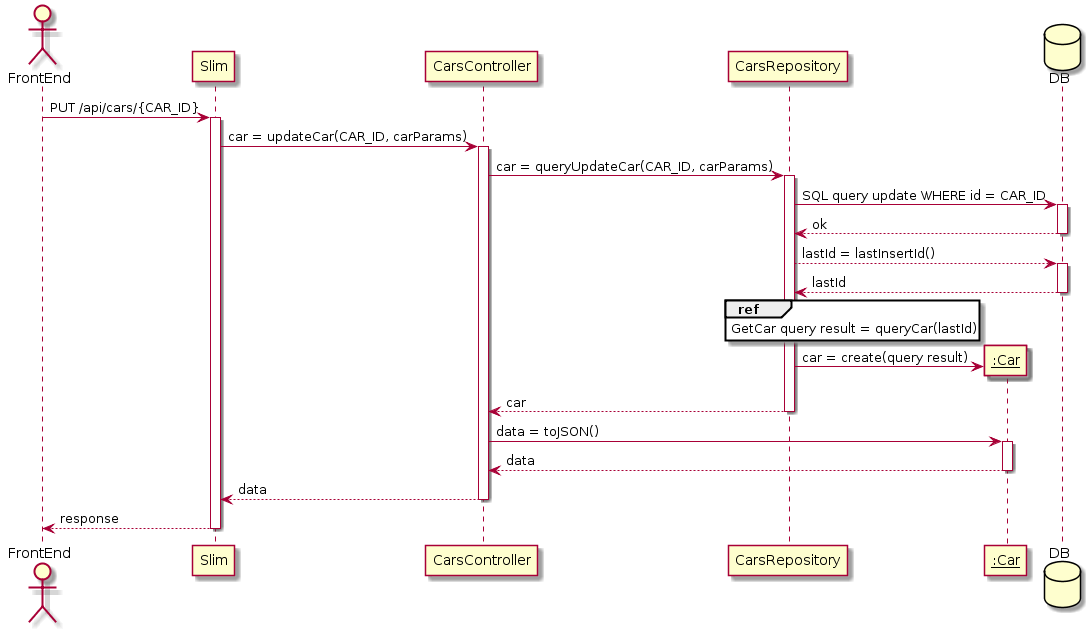 FrontEnd
Slim
CarsController
CarsRepository
DB
PUT /api/cars/{CAR_ID}
car = updateCar(CAR_ID, carParams)
car = queryUpdateCar(CAR_ID, carParams)
SQL query update WHERE id = CAR_ID
ok
lastId = lastInsertId()
lastId
ref
GetCar query result = queryCar(lastId)
car = create(query result)
:Car
car
data = toJSON()
data
data
response
FrontEnd
Slim
CarsController
CarsRepository
:Car
DB